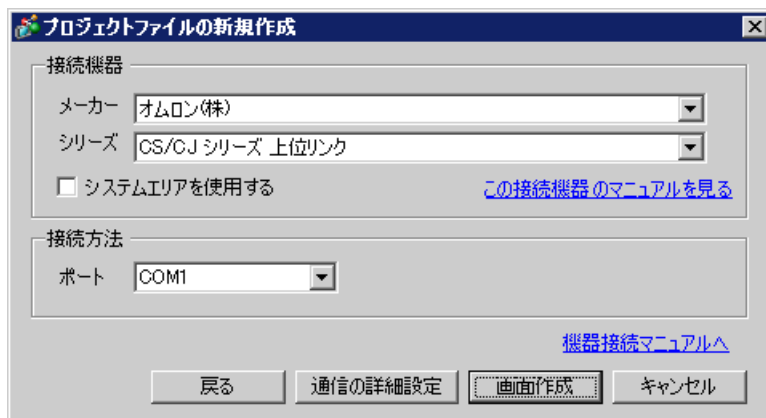 プロジェクトファイルの新規作成
接続機器
メーカー オムロン(株)
シリーズ CS/CJ シリーズ 上位リンク
システムエリアを使用する この接続機器のマニュアルを見る
接続方法
ポート COM1
機器接続マニュアルへ
戻る 通信の詳細設定 画面作成 キャンセル